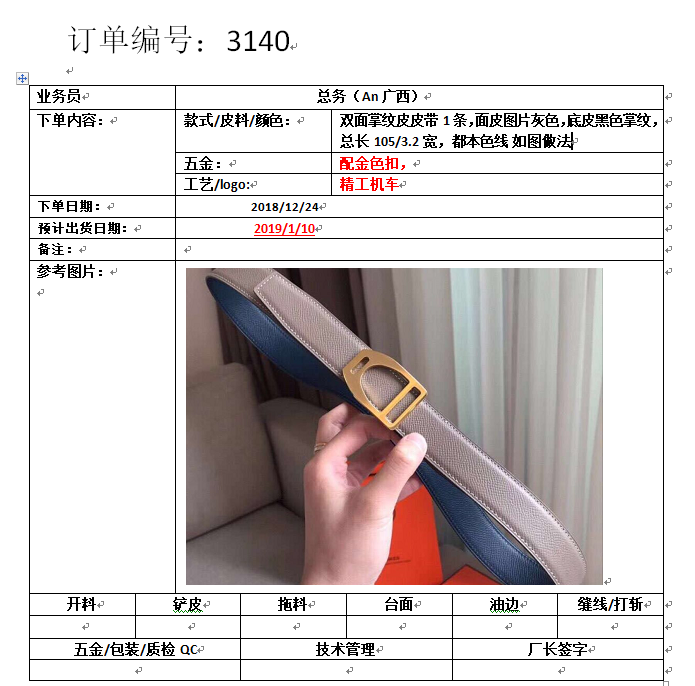 订单编号：3140
业务员 总务（An 广西）
下单内容： 款式/皮料/颜色： 双面掌纹皮皮带 1 条，面皮图片灰色，底皮黑色掌纹，
总长 105/3.2 宽，都本色线 如图做法
五金： 配金色扣，
工艺/logo: 精工机车
下单日期： 2018/12/24
预计出货日期： 2019/1/10
备注：
参考图片：
开料 铲皮 拖料 台面 油边 缝线/打斩
五金/包装/质检 QC 技术管理 厂长签字